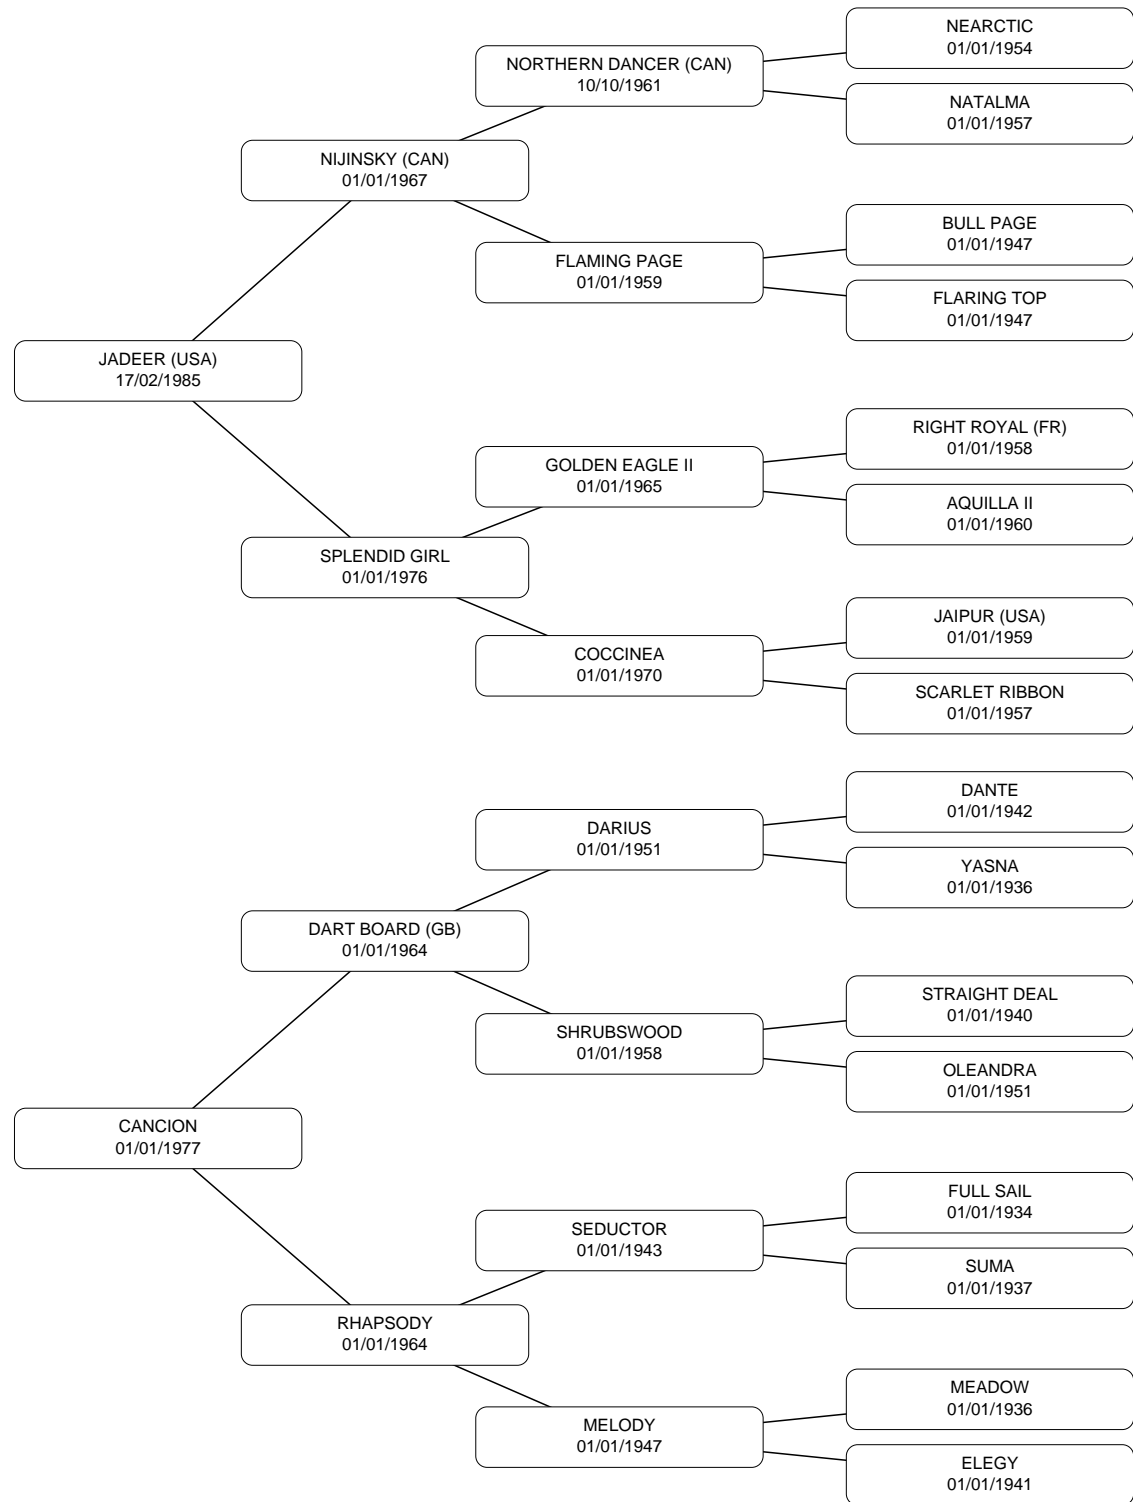 NEARCTIC
01/01/1954
NORTHERN DANCER (CAN)
10/10/1961
NATALMA
01/01/1957
NIJINSKY (CAN)
01/01/1967
BULL PAGE
01/01/1947
FLAMING PAGE
01/01/1959
FLARING TOP
01/01/1947
JADEER (USA)
17/02/1985
RIGHT ROYAL (FR)
01/01/1958
GOLDEN EAGLE II
01/01/1965
AQUILLA II
01/01/1960
SPLENDID GIRL
01/01/1976
JAIPUR (USA)
01/01/1959
COCCINEA
01/01/1970
SCARLET RIBBON
01/01/1957
DANTE
01/01/1942
DARIUS
01/01/1951
YASNA
01/01/1936
DART BOARD (GB)
01/01/1964
STRAIGHT DEAL
01/01/1940
SHRUBSWOOD
01/01/1958
OLEANDRA
01/01/1951
CANCION
01/01/1977
FULL SAIL
01/01/1934
SEDUCTOR
01/01/1943
SUMA
01/01/1937
RHAPSODY
01/01/1964
MEADOW
01/01/1936
MELODY
01/01/1947
ELEGY
01/01/1941